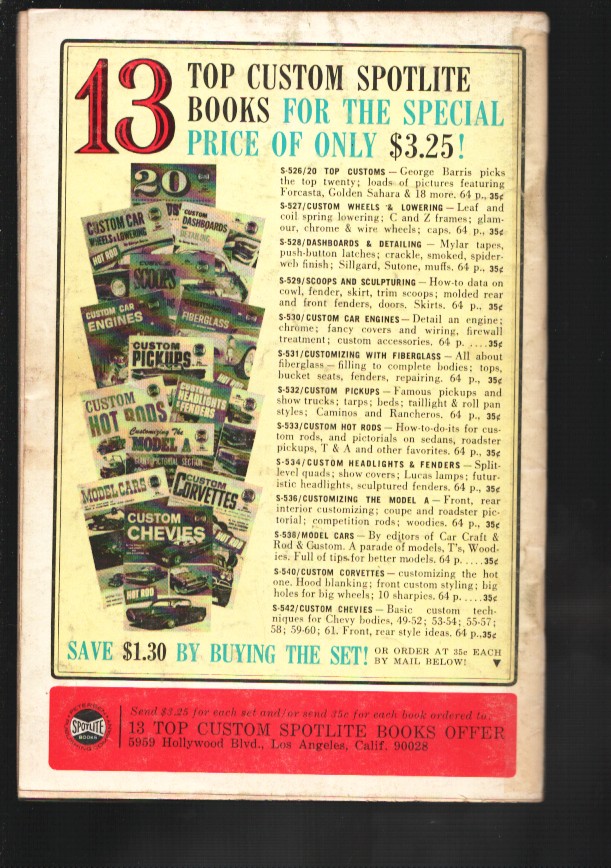 13
TOP CUSTOM SPOTLITE
BOOKS FOR THE SPECIAL
PRICE OF ONLY $3.25!
20
CUSTOM CAR
WHEELS & LOWERING
HOT ROD
CUSTOM
DASHBOARDS
DETAILING
SCOOPS
CUSTOM CAR
ENGINES
FIBERGLASS
CUSTOM
PICKUPS
HOT ROD
CUSTOM
HOT RODS
CUSTOM
HEADLIGHTS
FENDERS
Customizing The
MODEL A
GIANT PICTORIAL SECTION
MODEL CARS
CUSTOM
CORVETTES
CUSTOM
CHEVIES
HOT ROD
HOT ROD
S-526/20 TOP CUSTOMS — George Barris picks
the top twenty; loads of pictures featuring
Forcasta, Golden Sahara & 18 more. 64 p., 35¢
S-527/CUSTOM WHEELS & LOWERING — Leaf and
coil spring lowering; C and Z frames; glam-
our, chrome & wire wheels; caps. 64 p., 35¢
S-528/DASHBOARDS & DETAILING — Mylar tapes,
push-button latches; crackle, smoked, spider-
web finish; Sillgard, Sutone, muffs. 64 p., 35¢
S-529/SCOOPS AND SCULPTURING — How-to data on
cowl, fender, skirt, trim scoops; molded rear
and front fenders, doors. Skirts. 64 p., 35¢
S-530/CUSTOM CAR ENGINES — Detail an engine;
chrome; fancy covers and wiring, firewall
treatment; custom accessories. 64 p. ....35¢
S-531/CUSTOMIZING WITH FIBERGLASS — All about
fiberglass — filling to complete bodies; tops,
bucket seats, fenders, repairing. 64 p., 35¢
S-532/CUSTOM PICKUPS — Famous pickups and
show trucks; tarps; beds; taillight & roll pan
styles; Caminos and Rancheros. 64 p., 35¢
S-533/CUSTOM HOT RODS — How-to-do-its for cus-
tom rods, and pictorials on sedans, roadster
pickups, T & A and other favorites. 64 p., 35¢
S-534/CUSTOM HEADLIGHTS & FENDERS — Split-
level quads; show covers; Lucas lamps; futur-
istic headlights, sculptured fenders. 64 p., 35¢
S-536/CUSTOMIZING THE MODEL A — Front, rear
interior customizing; coupe and roadster pic-
torial; competition rods; woodies. 64 p., 35¢
S-538/MODEL CARS — By editors of Car Craft &
Rod & Custom. A parade of models, T's, Wood-
ies. Full of tips for better models. 64 p. .....35¢
S-540/CUSTOM CORVETTES — customizing the hot
one. Hood blanking; front custom styling; big
holes for big wheels; 10 sharpies. 64 p. .....35¢
S-542/CUSTOM CHEVIES — Basic custom tech-
niques for Chevy bodies, 49-52; 53-54; 55-57;
58; 59-60; 61. Front, rear style ideas. 64 p..35¢
SAVE $1.30 BY BUYING THE SET! OR ORDER AT 35¢ EACH
BY MAIL BELOW! ▼
PETERSEN
SPOTLITE
BOOKS
Send $3.25 for each set and/or send 35¢ for each book ordered to:
13 TOP CUSTOM SPOTLITE BOOKS OFFER
5959 Hollywood Blvd., Los Angeles, Calif. 90028